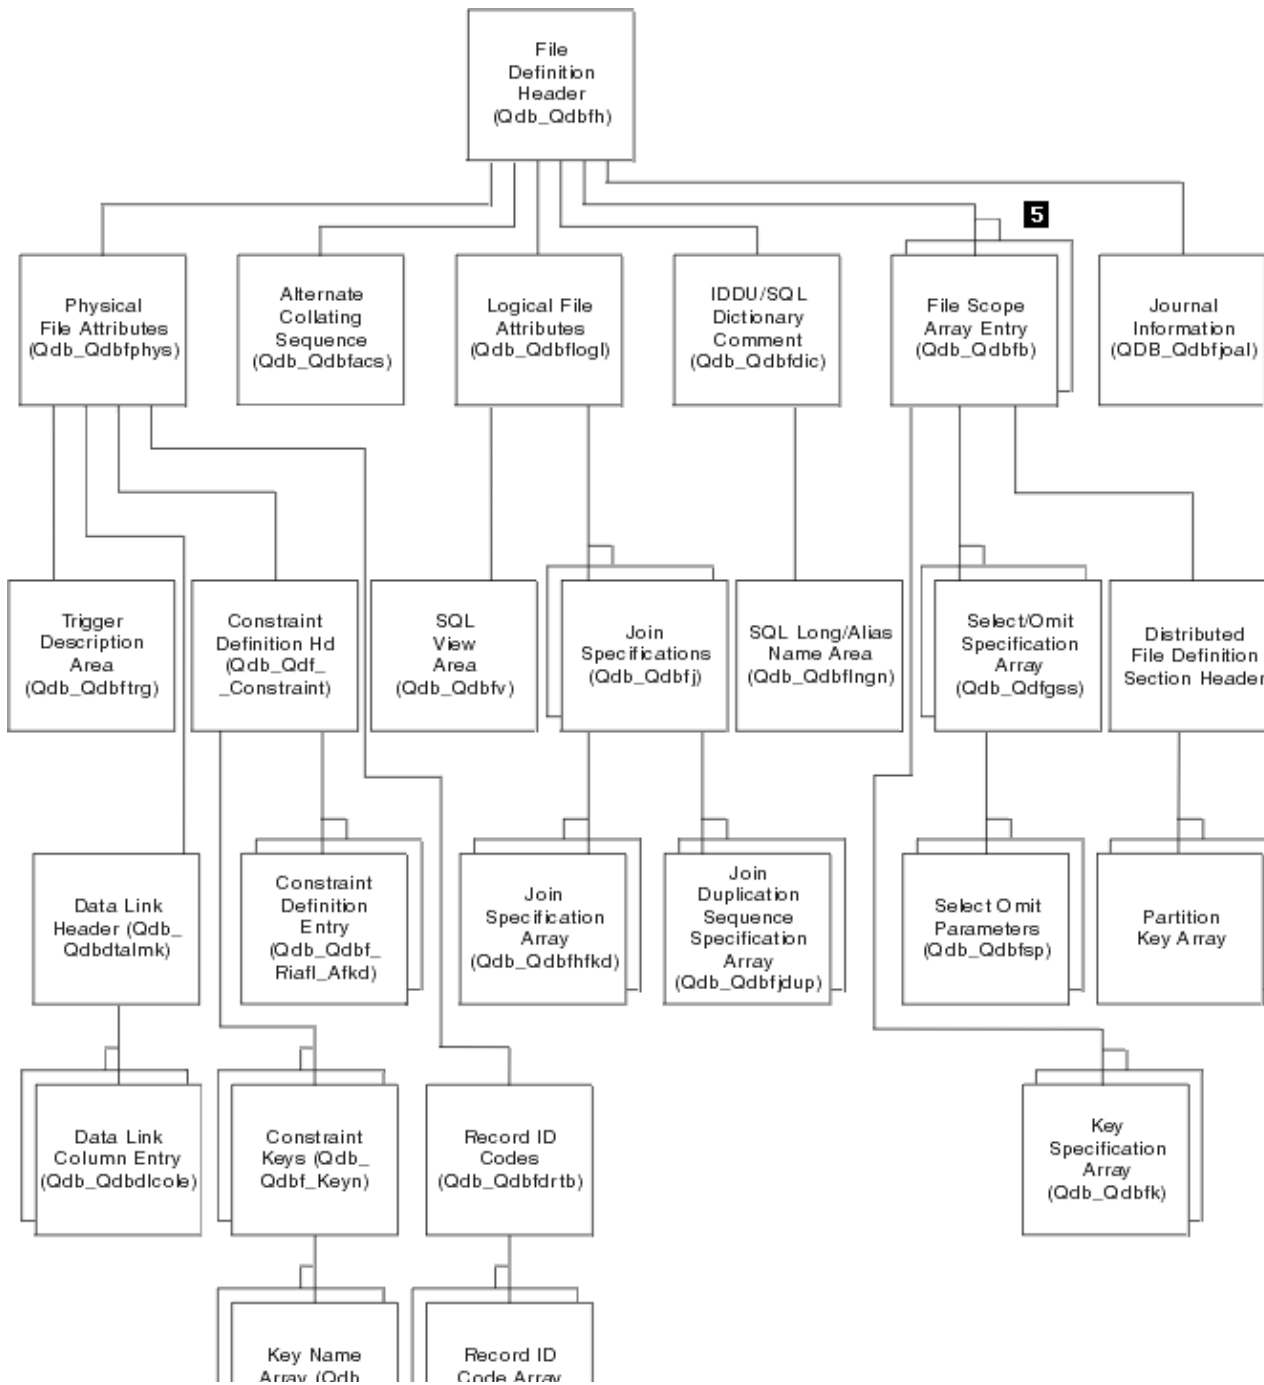 File
Definition
Header
(Qdb_Qdbfh)
5
Physical
File Attributes
(Qdb_Qdbfphys)
Alternate
Collating
Sequence
(Qdb_Qdbfacs)
Logical File
Attributes
(Qdb_Qdbflogl)
IDDU/SQL
Dictionary
Comment
(Qdb_Qdbfdic)
File Scope
Array Entry
(Qdb_Qdbfb)
Journal
Information
(QDB_Qdbfjoal)
Trigger
Description
Area
(Qdb_Qdbftrg)
Constraint
Definition Hd
(Qdb_Qdf_
_Constraint)
SQL
View
Area
(Qdb_Qdbfv)
Join
Specifications
(Qdb_Qdbfj)
SQL Long/Alias
Name Area
(Qdb_Qdbflngn)
Select/Omit
Specification
Array
(Qdb_Qdfgss)
Distributed
File Definition
Section Header
Data Link
Header (Qdb_
Qdbdtalmk)
Constraint
Definition
Entry
(Qdb_Qdbf_
Riafl_Afkd)
Join
Specification
Array
(Qdb_Qdbfhfkd)
Join
Duplication
Sequence
Specification
Array
(Qdb_Qdbfjdup)
Select Omit
Parameters
(Qdb_Qdbfsp)
Partition
Key Array
Data Link
Column Entry
(Qdb_Qdbdlcole)
Constraint
Keys (Qdb_
Qdbf_Keyn)
Record ID
Codes
(Qdb_Qdbfdrtb)
Key
Specification
Array
(Qdb_Qdbfk)
Key Name
Array (Qdb_
Record ID
Code Array